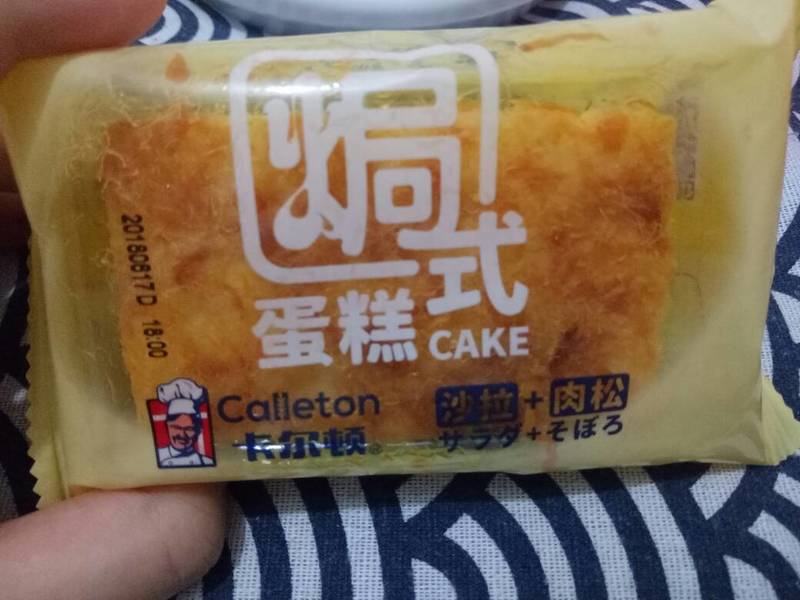 焗式
蛋糕 CAKE
20180817D 18:00
Calleton
卡尔顿®
沙拉+肉松
サラダ+そぼろ